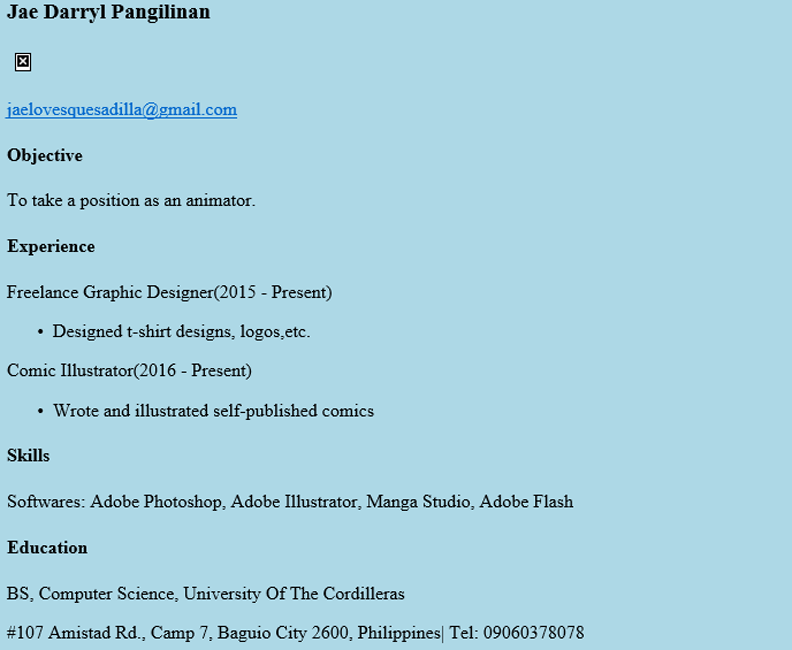 Jae Darryl Pangilinan
jaelovesquesadilla@gmail.com
Objective
To take a position as an animator.
Experience
Freelance Graphic Designer(2015 - Present)
• Designed t-shirt designs, logos,etc.
Comic Illustrator(2016 - Present)
• Wrote and illustrated self-published comics
Skills
Softwares: Adobe Photoshop, Adobe Illustrator, Manga Studio, Adobe Flash
Education
BS, Computer Science, University Of The Cordilleras
#107 Amistad Rd., Camp 7, Baguio City 2600, Philippines| Tel: 09060378078